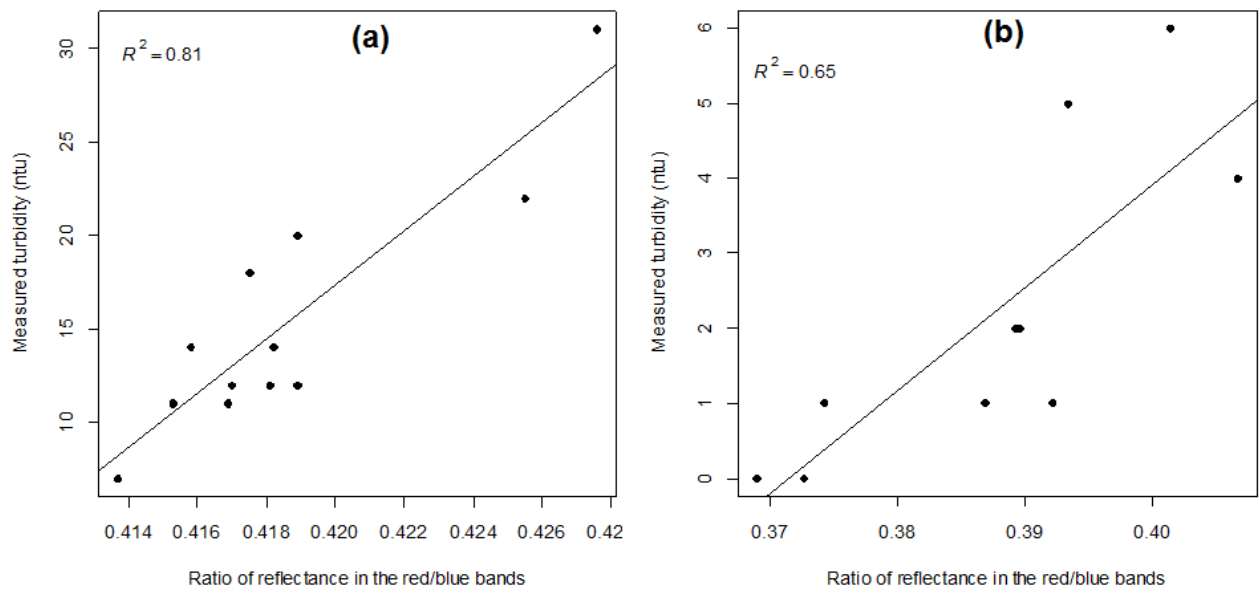 (a)
R² = 0.81
Measured turbidity (ntu)
30
25
20
15
10
0.414 0.416 0.418 0.420 0.422 0.424 0.42
Ratio of reflectance in the red/blue bands
(b)
R² = 0.65
Measured turbidity (ntu)
6
5
4
3
2
1
0
0.37 0.38 0.39 0.40
Ratio of reflectance in the red/blue bands